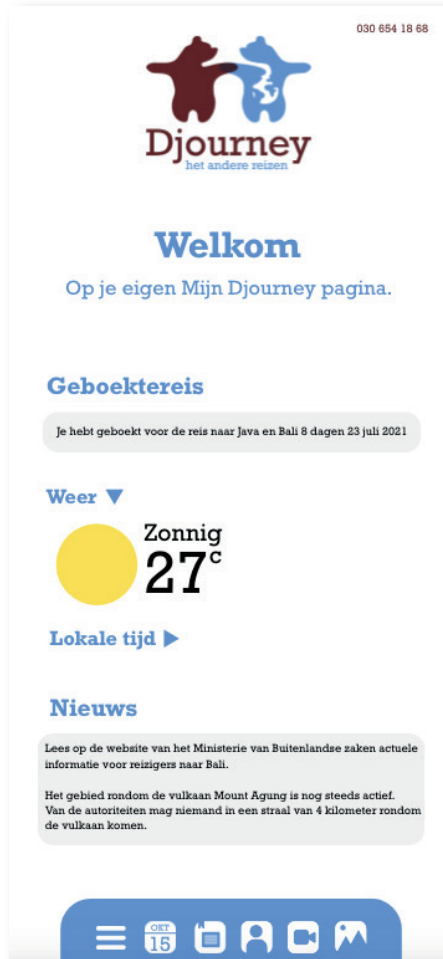 030 654 18 68
Djourney
het andere reizen
Welkom
Op je eigen Mijn Djourney pagina.
Geboektereis
Je hebt geboekt voor de reis naar Java en Bali 8 dagen 23 juli 2021
Weer
Zonnig
27c
Lokale tijd
Nieuws
Lees op de website van het Ministerie van Buitenlandse zaken actuele
informatie voor reizigers naar Bali.
Het gebied rondom de vulkaan Mount Agung is nog steeds actief.
Van de autoriteiten mag niemand in een straal van 4 kilometer rondom
de vulkaan komen.
OKT
15